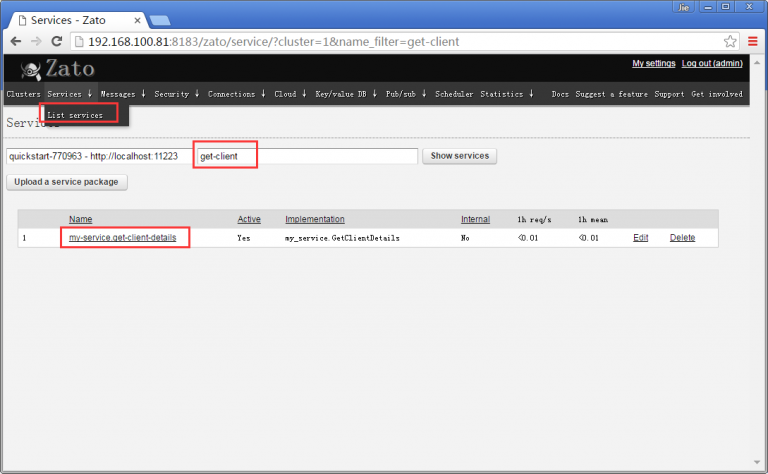 Services - Zato
Jie
192.168.100.81:8183/zato/service/?cluster=1&name_filter=get-client
Zato
My settings Log out (admin)
Clusters Services ↓ Messages ↓ Security ↓ Connections ↓ Cloud ↓ Key/value DB ↓ Pub/sub ↓ Scheduler Statistics ↓ Docs Suggest a feature Support Get involved
List services
Services
quickstart-770963 - http://localhost:11223 get-client Show services
Upload a service package
Name Active Implementation Internal 1h req/s 1h mean
1 my-service.get-client-details Yes my_service.GetClientDetails No <0.01 <0.01 Edit Delete